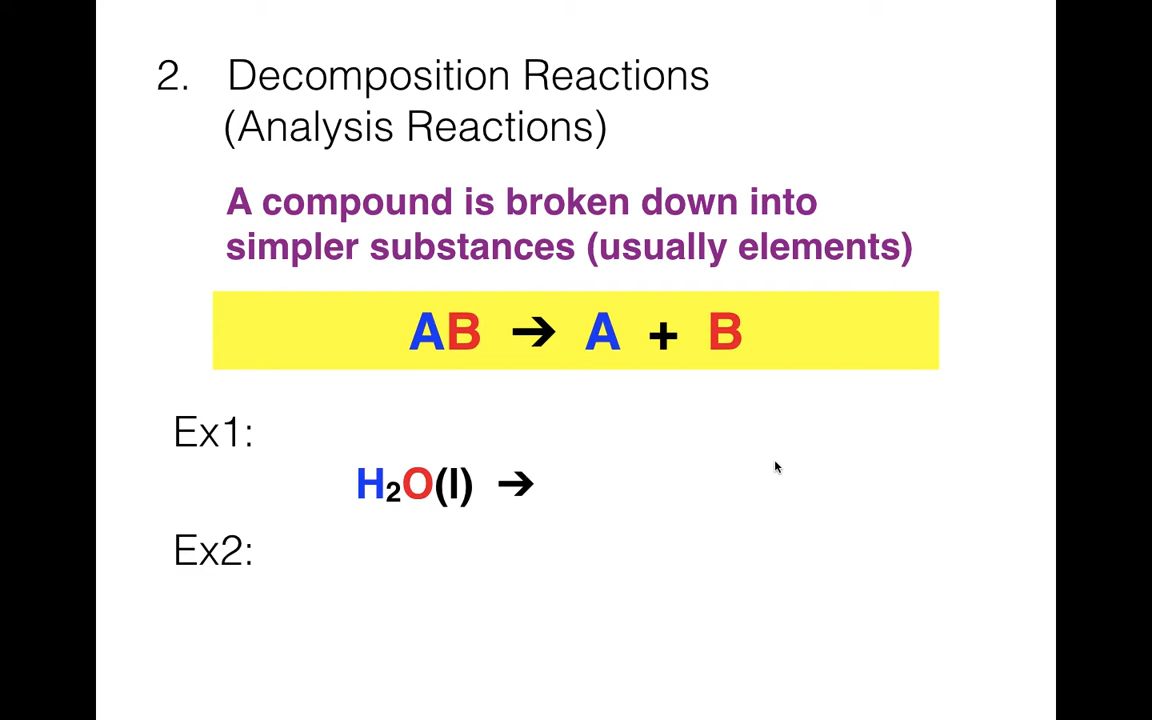 2. Decomposition Reactions
(Analysis Reactions)
A compound is broken down into
simpler substances (usually elements)
AB ➔ A + B
Ex1:
H₂O(l) ➔
Ex2: